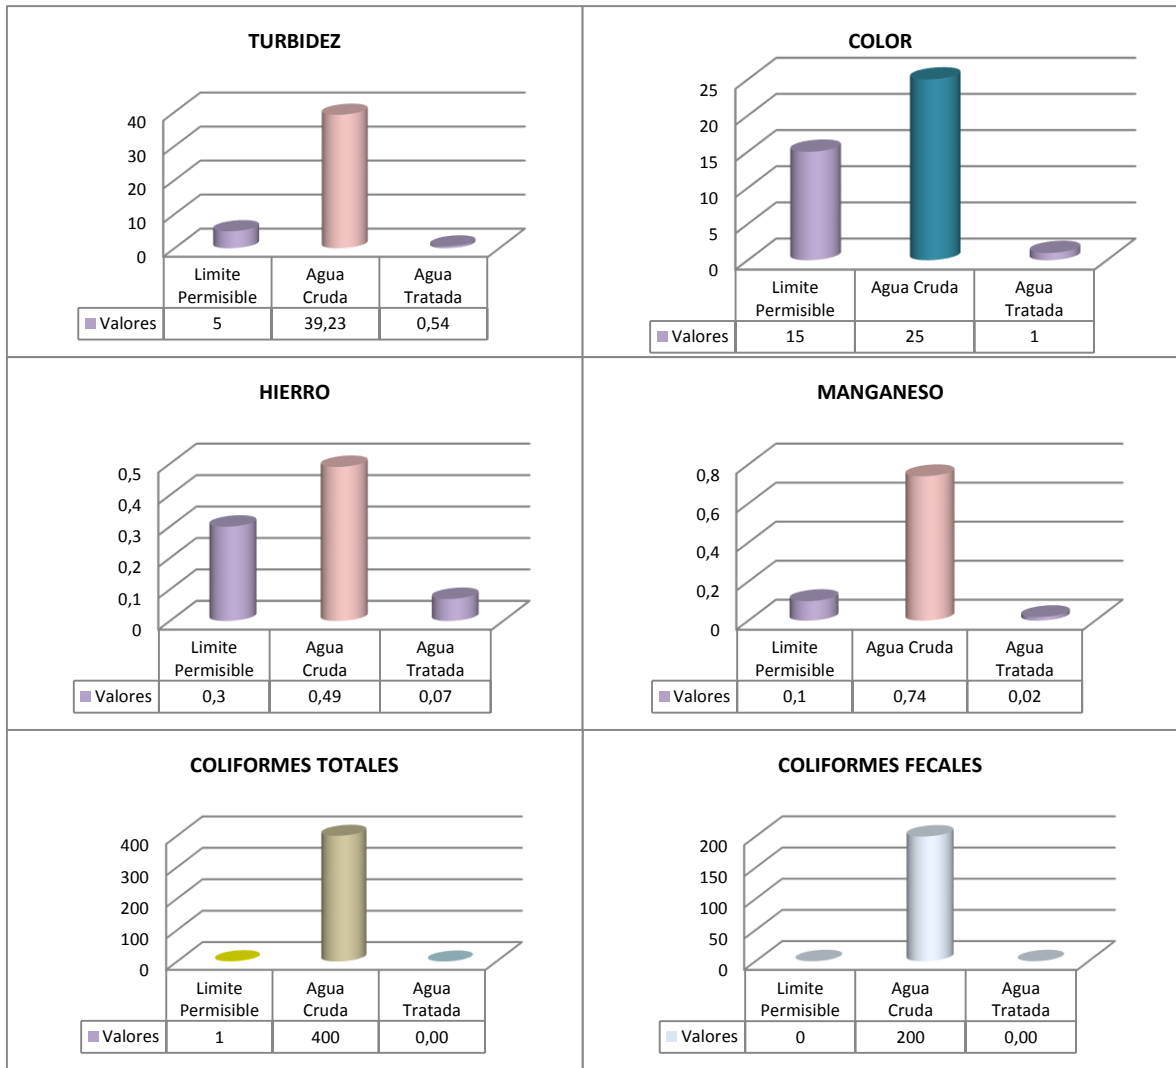 TURBIDEZ
40
30
20
10
0
Limite Permisible Agua Cruda Agua Tratada
Valores 5 39,23 0,54
COLOR
25
20
15
10
5
0
Limite Permisible Agua Cruda Agua Tratada
Valores 15 25 1
HIERRO
0,5
0,4
0,3
0,2
0,1
0
Limite Permisible Agua Cruda Agua Tratada
Valores 0,3 0,49 0,07
MANGANESO
0,8
0,6
0,4
0,2
0
Limite Permisible Agua Cruda Agua Tratada
Valores 0,1 0,74 0,02
COLIFORMES TOTALES
400
300
200
100
0
Limite Permisible Agua Cruda Agua Tratada
Valores 1 400 0,00
COLIFORMES FECALES
200
150
100
50
0
Limite Permisible Agua Cruda Agua Tratada
Valores 0 200 0,00